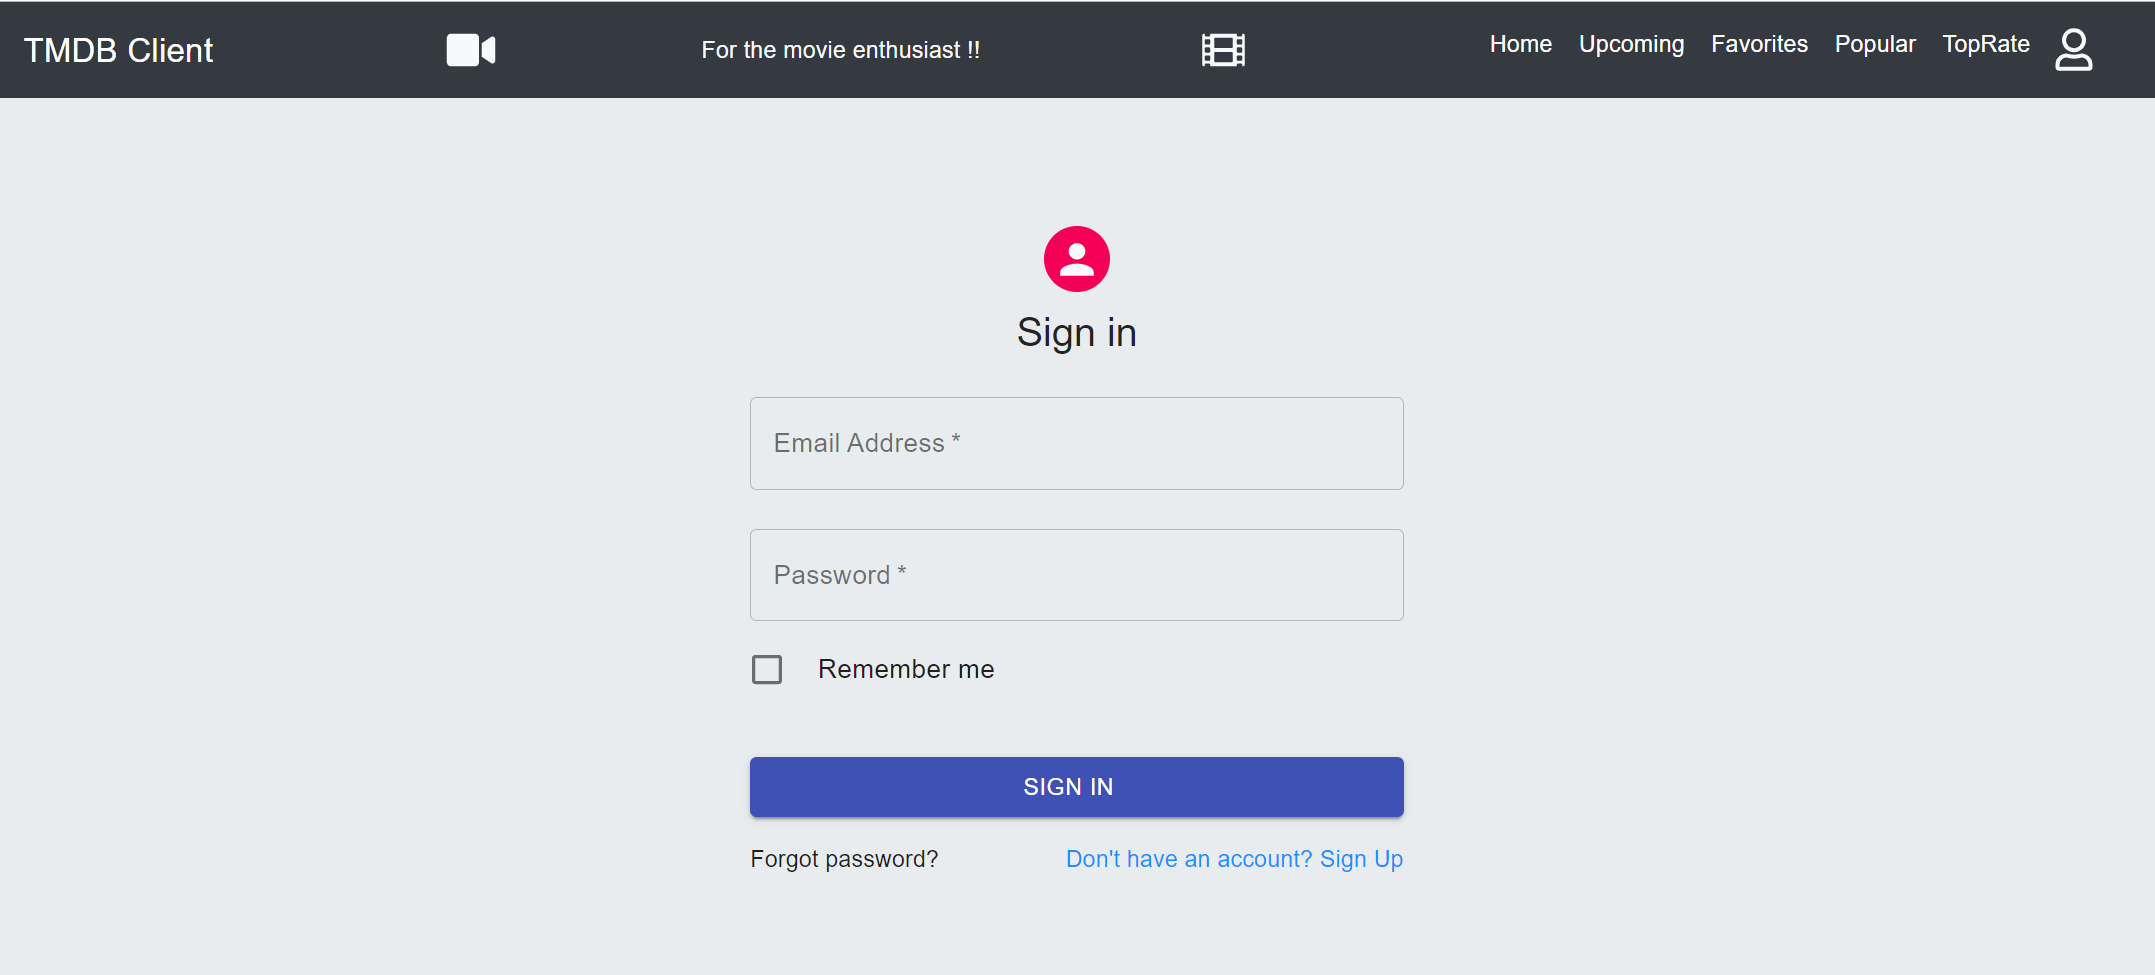 TMDB Client
For the movie enthusiast !!
Home Upcoming Favorites Popular TopRate
Sign in
Email Address *
Password *
Remember me
SIGN IN
Forgot password? Don't have an account? Sign Up